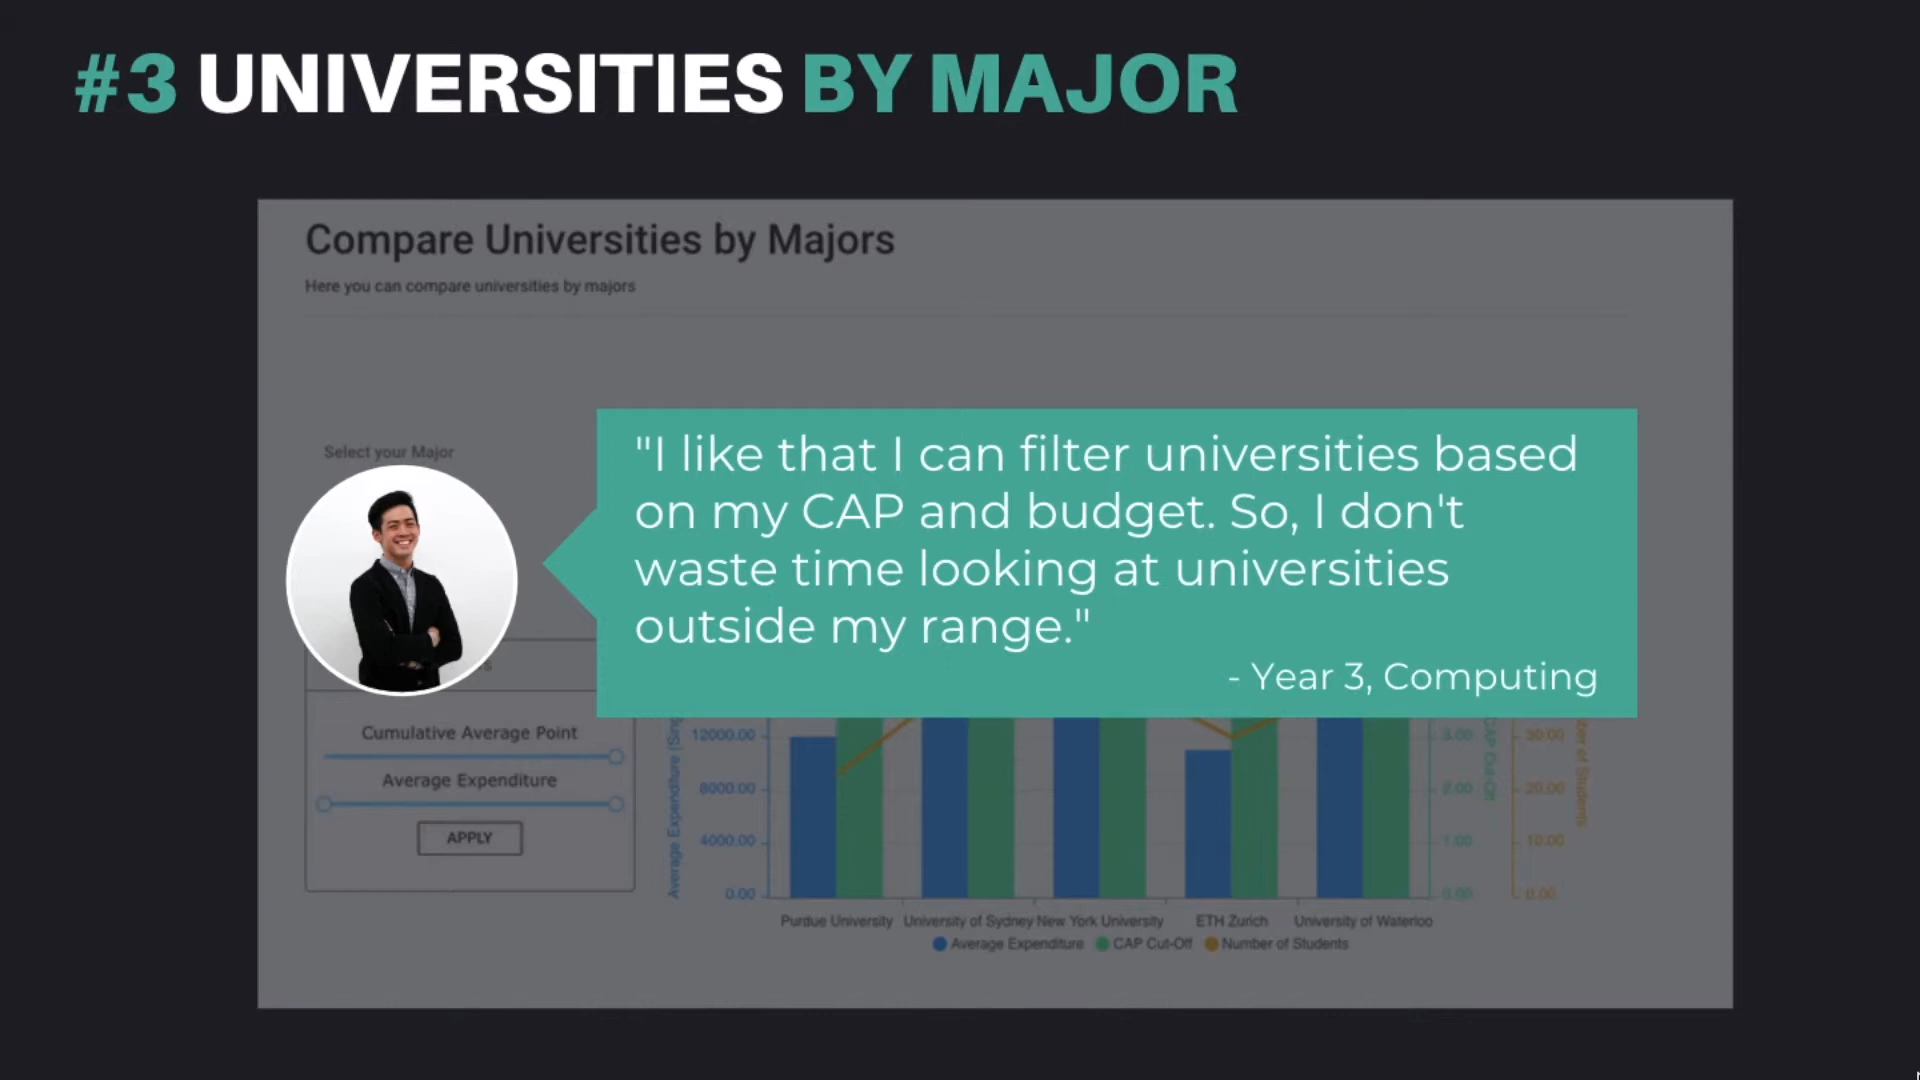 #3 UNIVERSITIES BY MAJOR
Compare Universities by Majors
Here you can compare universities by majors
Select your Major
"I like that I can filter universities based
on my CAP and budget. So, I don't
waste time looking at universities
outside my range."
- Year 3, Computing
Cumulative Average Point
Average Expenditure
APPLY
Average Expenditure
12000.00
8000.00
4000.00
0.00
3.00
2.00
1.00
0.00
CAP Cut-Off
30.00
20.00
10.00
0.00
of Students
Purdue University University of Sydney New York University ETH Zurich University of Waterloo
Average Expenditure CAP Cut-Off Number of Students